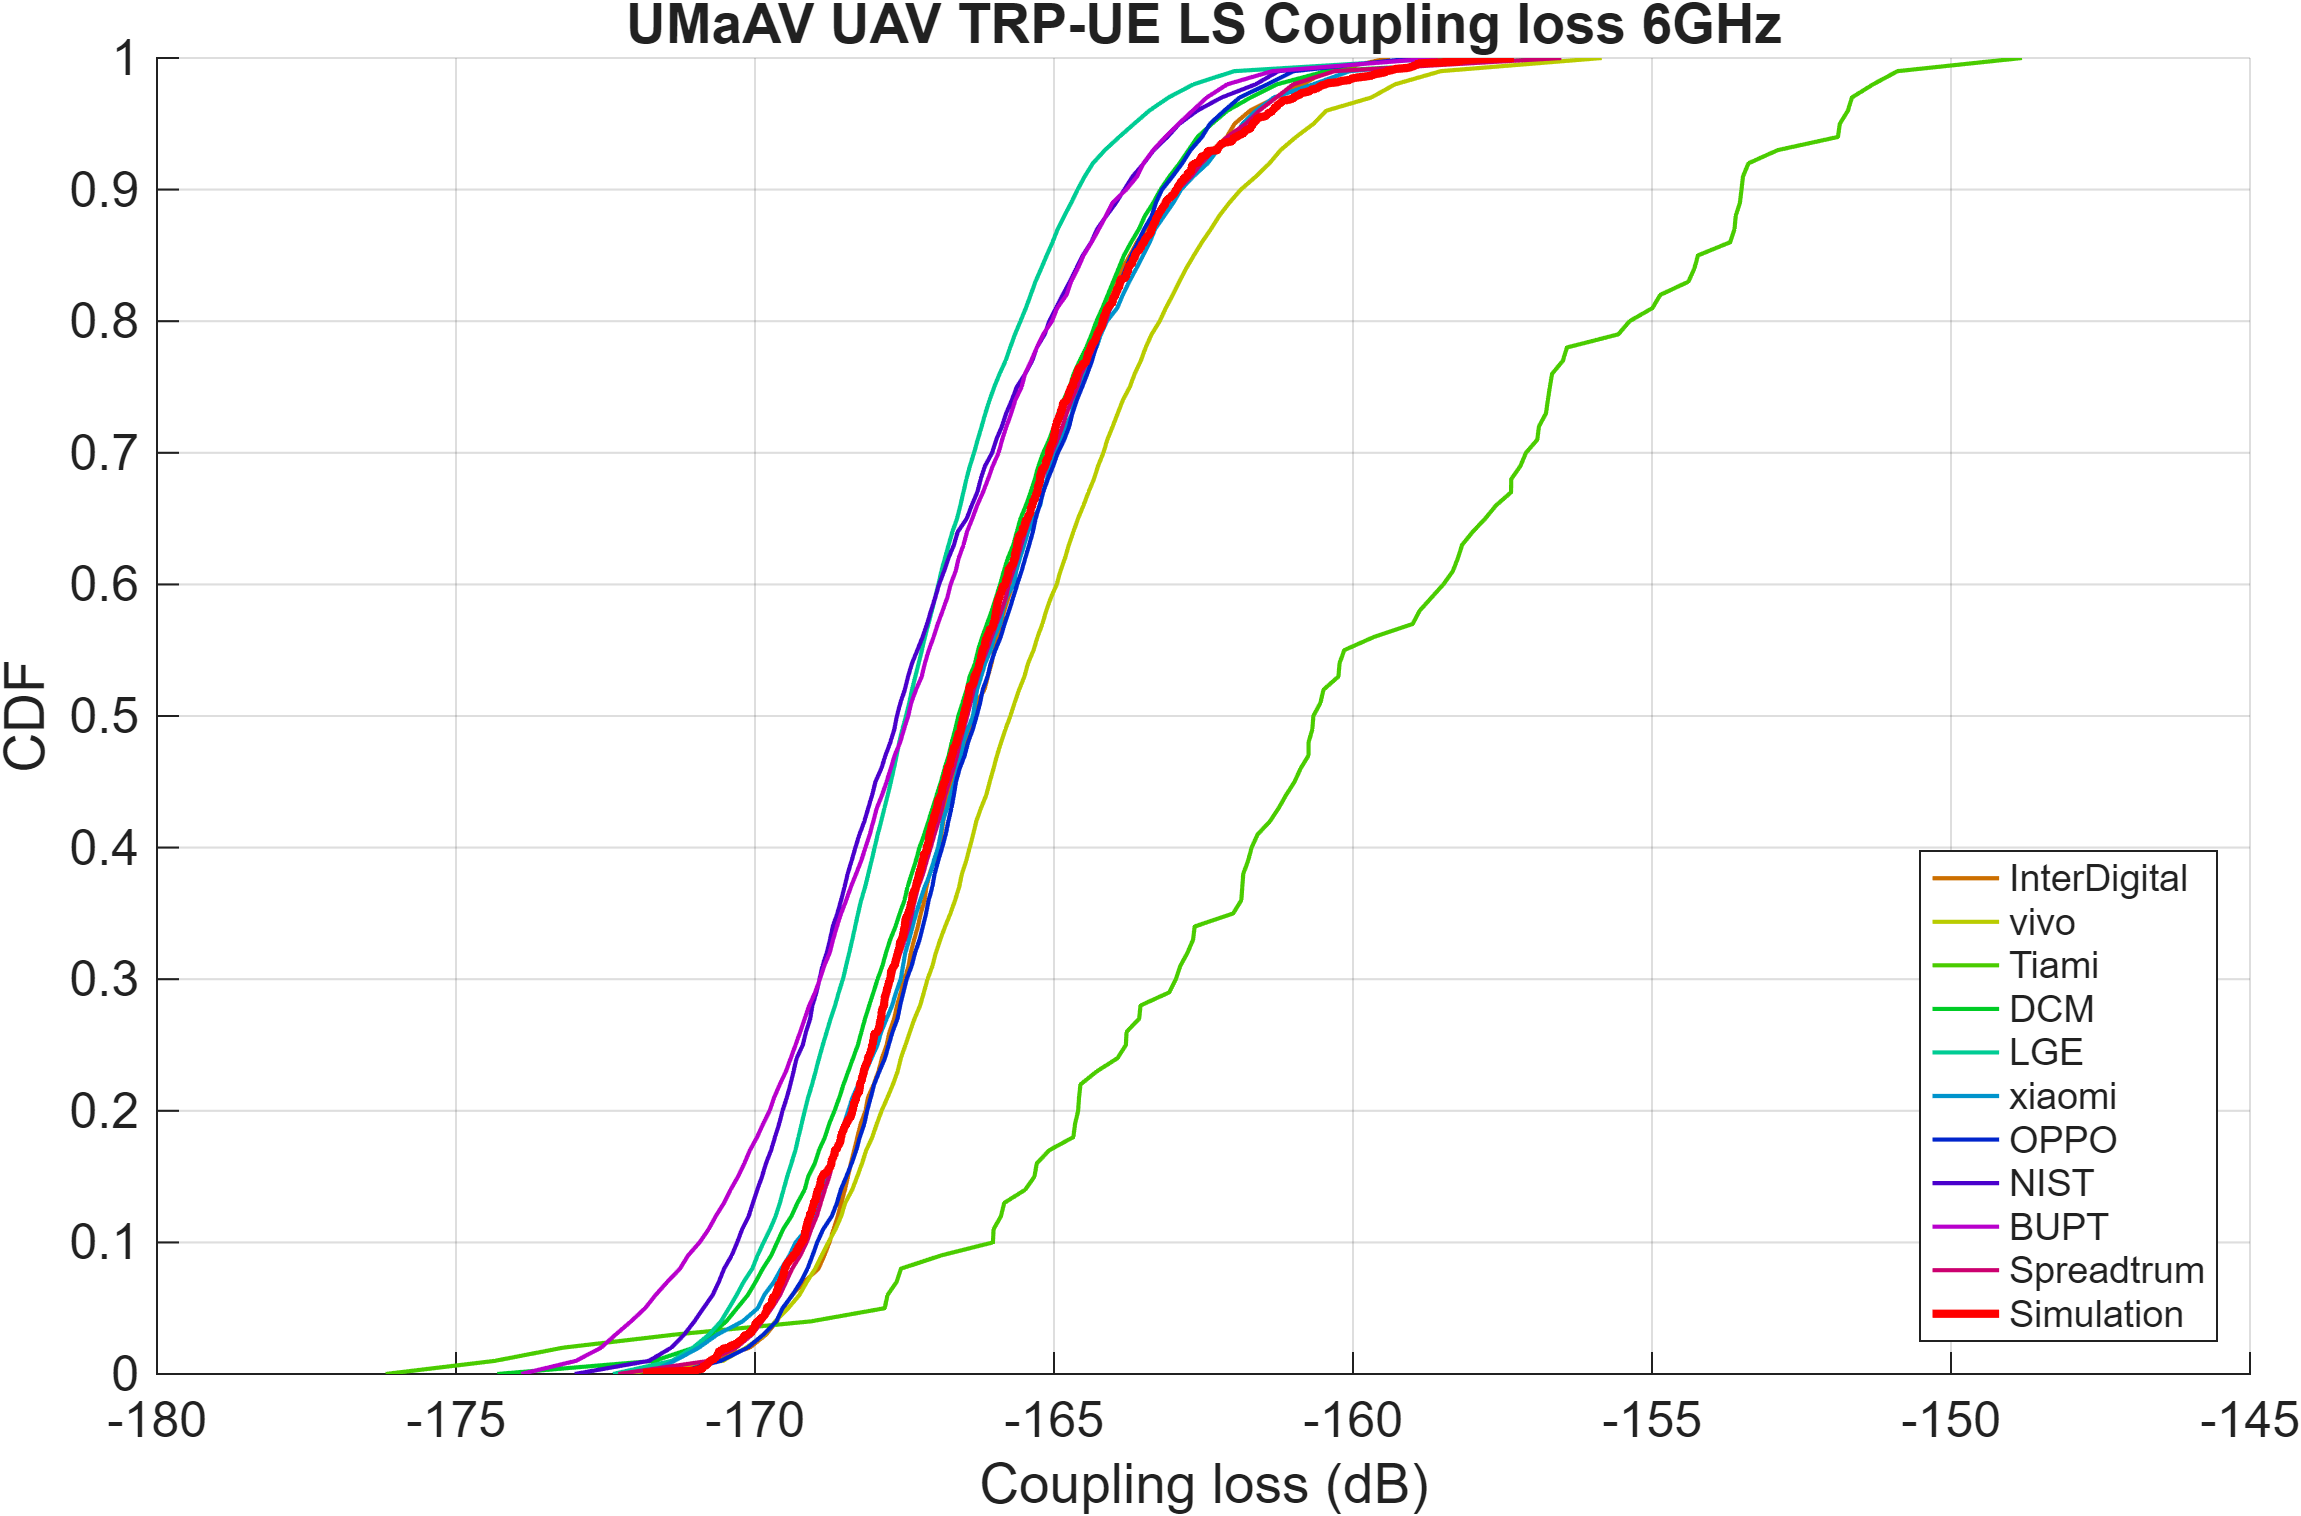 UMaAV UAV TRP-UE LS Coupling loss 6GHz
1
0.9
0.8
0.7
0.6
0.5
0.4
0.3
0.2
0.1
0
CDF
-180 -175 -170 -165 -160 -155 -150 -145
Coupling loss (dB)
InterDigital
vivo
Tiami
DCM
LGE
xiaomi
OPPO
NIST
BUPT
Spreadtrum
Simulation